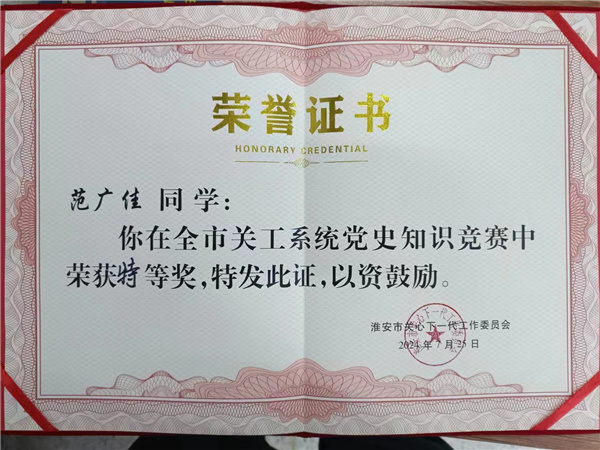 荣誉证书
HONORARY CREDENTIAL
范广佳 同学：
你在全市关工系统党史知识竞赛中
荣获特等奖，特发此证，以资鼓励。
淮安市关心下一代工作委员会
2024年7月25日